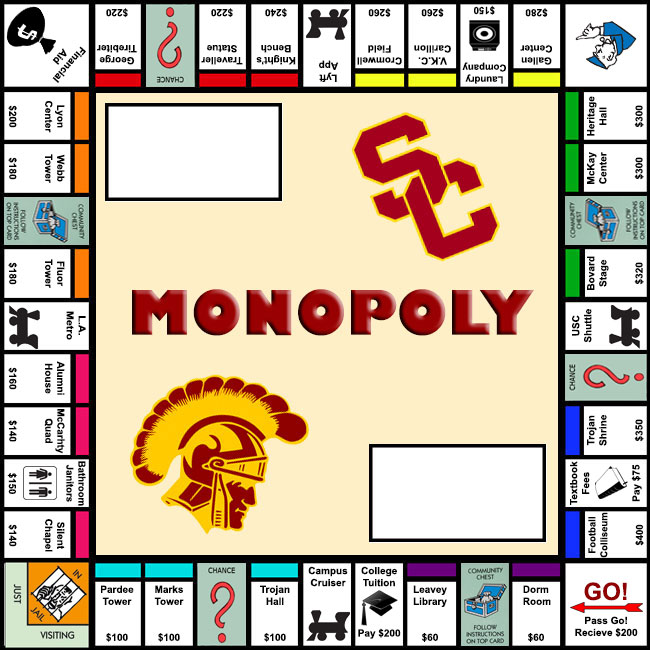 Financial
Aid
George
Tirebiter
$220
CHANCE
Traveller
Statue
$220
Knight's
Bench
$240
Lyft
App
Cromwell
Field
$260
V.K.C.
Carillon
$260
Laundry
Company
$150
Galen
Center
$280
Lyon
Center
$200
Webb
Tower
$180
COMMUNITY
CHEST
FOLLOW
INSTRUCTIONS
ON TOP CARD
Fluor
Tower
$180
L.A.
Metro
Alumni
House
$160
McCarhty
Quad
$140
Bathroom
Janitors
$150
Silent
Chapel
$140
SC
MONOPOLY
Heritage
Hall
$300
McKay
Center
$300
COMMUNITY
CHEST
FOLLOW
INSTRUCTIONS
ON TOP CARD
Bovard
Stage
$320
USC
Shuttle
CHANCE
Trojan
Shrine
$350
Textbook
Fees
Pay $75
Football
Colliseum
$400
JUST
IN
JAIL
VISITING
Pardee
Tower
$100
Marks
Tower
$100
CHANCE
Trojan
Hall
$100
Campus
Cruiser
College
Tuition
Pay $200
Leavey
Library
$60
COMMUNITY
CHEST
FOLLOW
INSTRUCTIONS
ON TOP CARD
Dorm
Room
$60
GO!
Pass Go!
Recieve $200